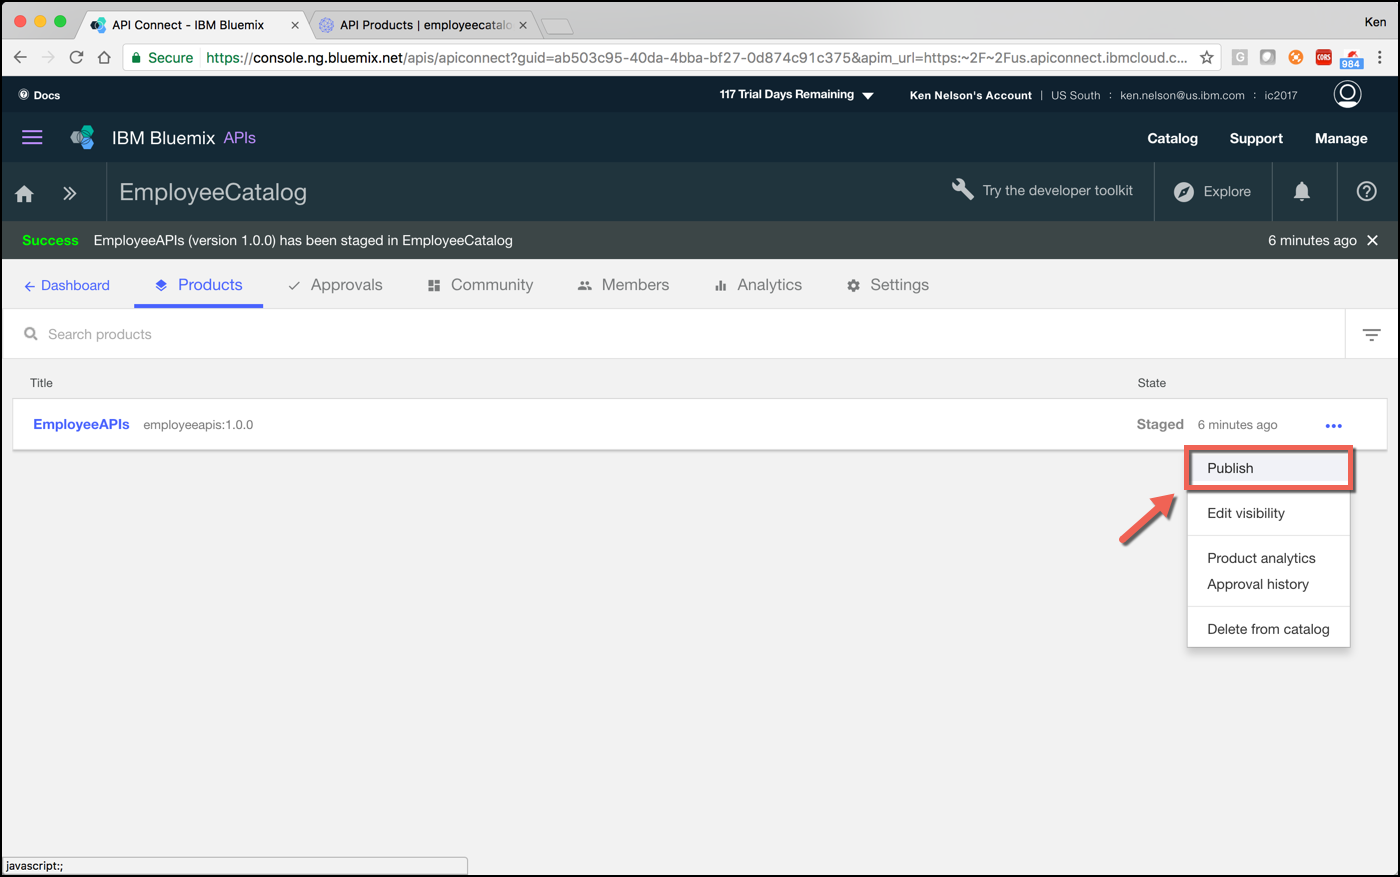 API Connect - IBM Bluemix
API Products | employeecatalo
Ken
Secure https://console.ng.bluemix.net/apis/apiconnect?guid=ab503c95-40da-4bba-bf27-0d874c91c375&apim_url=https:~2F~2Fus.apiconnect.ibmcloud.c...
G
CORS
984
Docs
117 Trial Days Remaining
Ken Nelson's Account | US South : ken.nelson@us.ibm.com : ic2017
IBM Bluemix APIs
Catalog Support Manage
EmployeeCatalog
Try the developer toolkit
Explore
Success EmployeeAPIs (version 1.0.0) has been staged in EmployeeCatalog
6 minutes ago
Dashboard Products Approvals Community Members Analytics Settings
Search products
Title State
EmployeeAPIs employeeapis:1.0.0 Staged 6 minutes ago
Publish
Edit visibility
Product analytics
Approval history
Delete from catalog
javascript:;